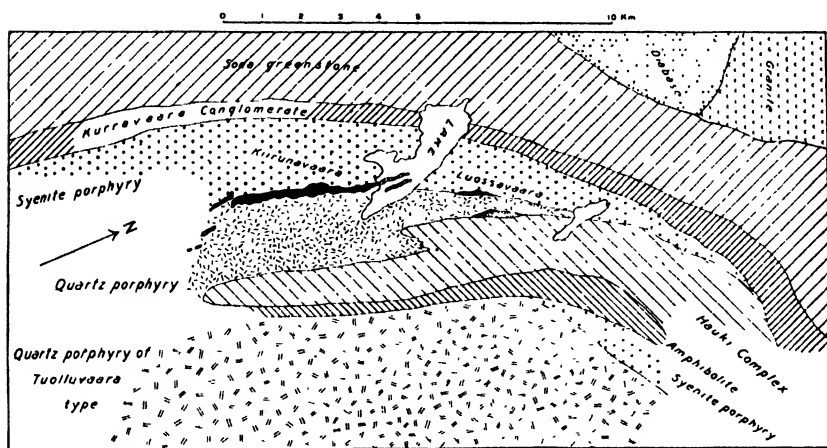 0 1 2 3 4 5 10 Km
Soda greenstone
Diabase
Granite
Kurravaara Conglomerate
LAKE
Kiirunavaara
Luossavaara
Syenite porphyry
N
Quartz porphyry
Quartz porphyry of
Tuolluvaara
type
Hauki Complex
Amphibolite
Syenite porphyry